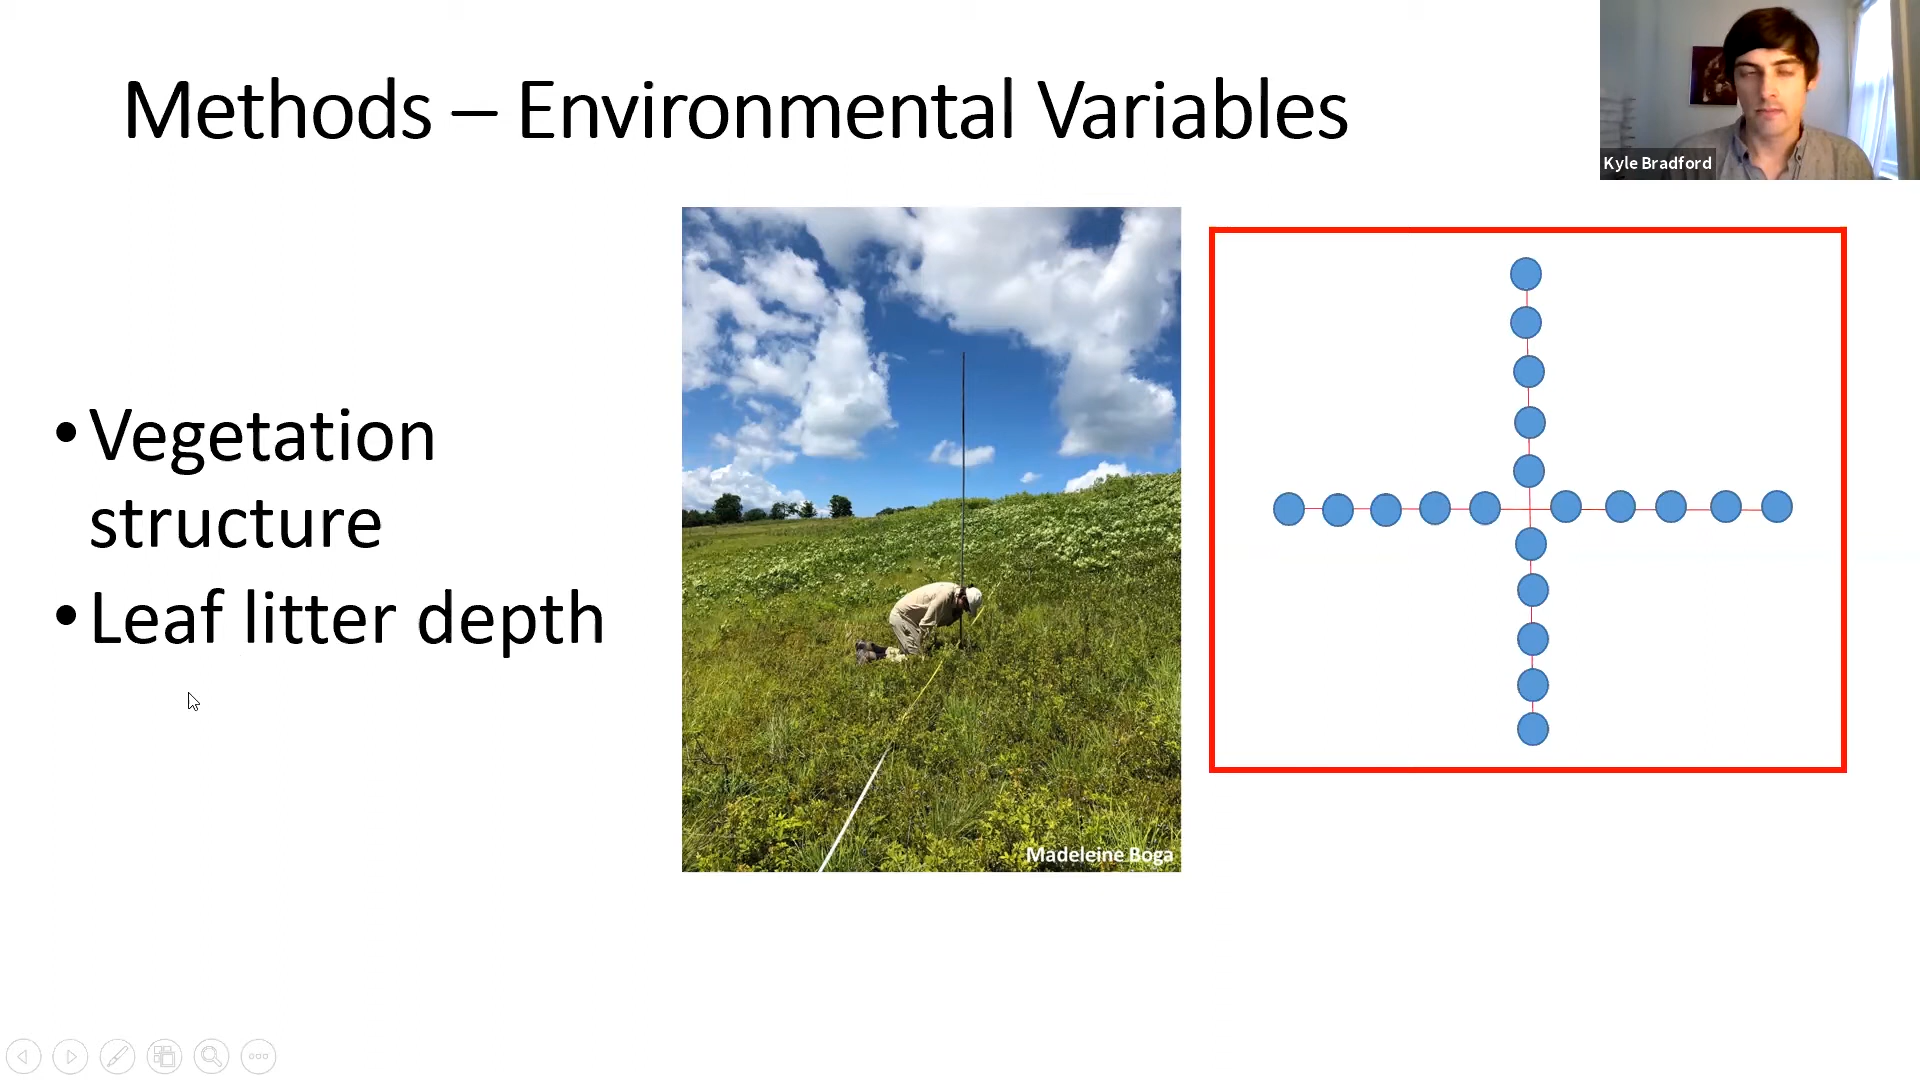 Methods – Environmental Variables
Kyle Bradford
•Vegetation
structure
•Leaf litter depth
Madeleine Boga